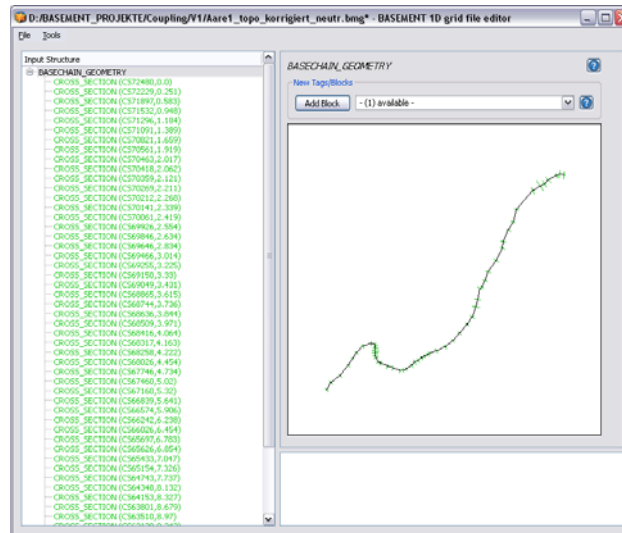 D:/BASEMENT_PROJEKTE/Coupling/V1/Aare1_topo_korrigiert_neutr.bmg* - BASEMENT 1D grid file editor
File Tools
Input Structure
BASECHAIN_GEOMETRY
CROSS_SECTION (CS72480,0.0)
CROSS_SECTION (CS72229,0.251)
CROSS_SECTION (CS71897,0.583)
CROSS_SECTION (CS71532,0.948)
CROSS_SECTION (CS71296,1.184)
CROSS_SECTION (CS71091,1.389)
CROSS_SECTION (CS70821,1.659)
CROSS_SECTION (CS70561,1.919)
CROSS_SECTION (CS70463,2.017)
CROSS_SECTION (CS70418,2.062)
CROSS_SECTION (CS70359,2.121)
CROSS_SECTION (CS70269,2.211)
CROSS_SECTION (CS70212,2.268)
CROSS_SECTION (CS70141,2.339)
CROSS_SECTION (CS70061,2.419)
CROSS_SECTION (CS69926,2.554)
CROSS_SECTION (CS69846,2.634)
CROSS_SECTION (CS69646,2.834)
CROSS_SECTION (CS69466,3.014)
CROSS_SECTION (CS69255,3.225)
CROSS_SECTION (CS69150,3.33)
CROSS_SECTION (CS69049,3.431)
CROSS_SECTION (CS68865,3.615)
CROSS_SECTION (CS68744,3.736)
CROSS_SECTION (CS68636,3.844)
CROSS_SECTION (CS68509,3.971)
CROSS_SECTION (CS68416,4.064)
CROSS_SECTION (CS68317,4.163)
CROSS_SECTION (CS68258,4.222)
CROSS_SECTION (CS68026,4.454)
CROSS_SECTION (CS67746,4.734)
CROSS_SECTION (CS67460,5.02)
CROSS_SECTION (CS67160,5.32)
CROSS_SECTION (CS66839,5.641)
CROSS_SECTION (CS66574,5.906)
CROSS_SECTION (CS66242,6.238)
CROSS_SECTION (CS66026,6.454)
CROSS_SECTION (CS65697,6.783)
CROSS_SECTION (CS65626,6.854)
CROSS_SECTION (CS65433,7.047)
CROSS_SECTION (CS65154,7.326)
CROSS_SECTION (CS64743,7.737)
CROSS_SECTION (CS64348,8.132)
CROSS_SECTION (CS64153,8.327)
CROSS_SECTION (CS63801,8.679)
CROSS_SECTION (CS63510,8.97)
BASECHAIN_GEOMETRY
New Tags/Blocks
Add Block - (1) available -